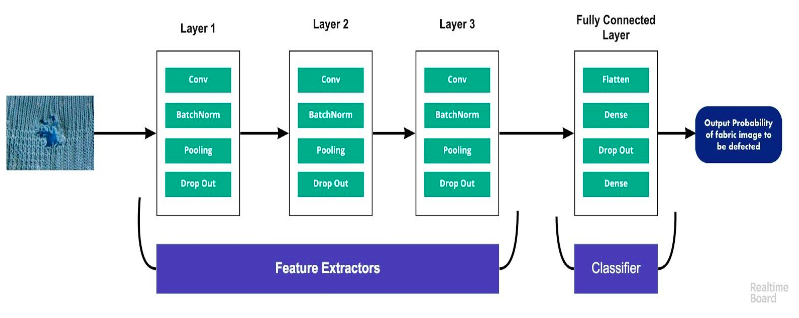 Layer 1
Layer 2
Layer 3
Fully Connected
Layer
Conv
BatchNorm
Pooling
Drop Out
Conv
BatchNorm
Pooling
Drop Out
Conv
BatchNorm
Pooling
Drop Out
Flatten
Dense
Drop Out
Dense
Output Probability
of fabric image to
be defected
Feature Extractors
Classifier
Realtime
Board